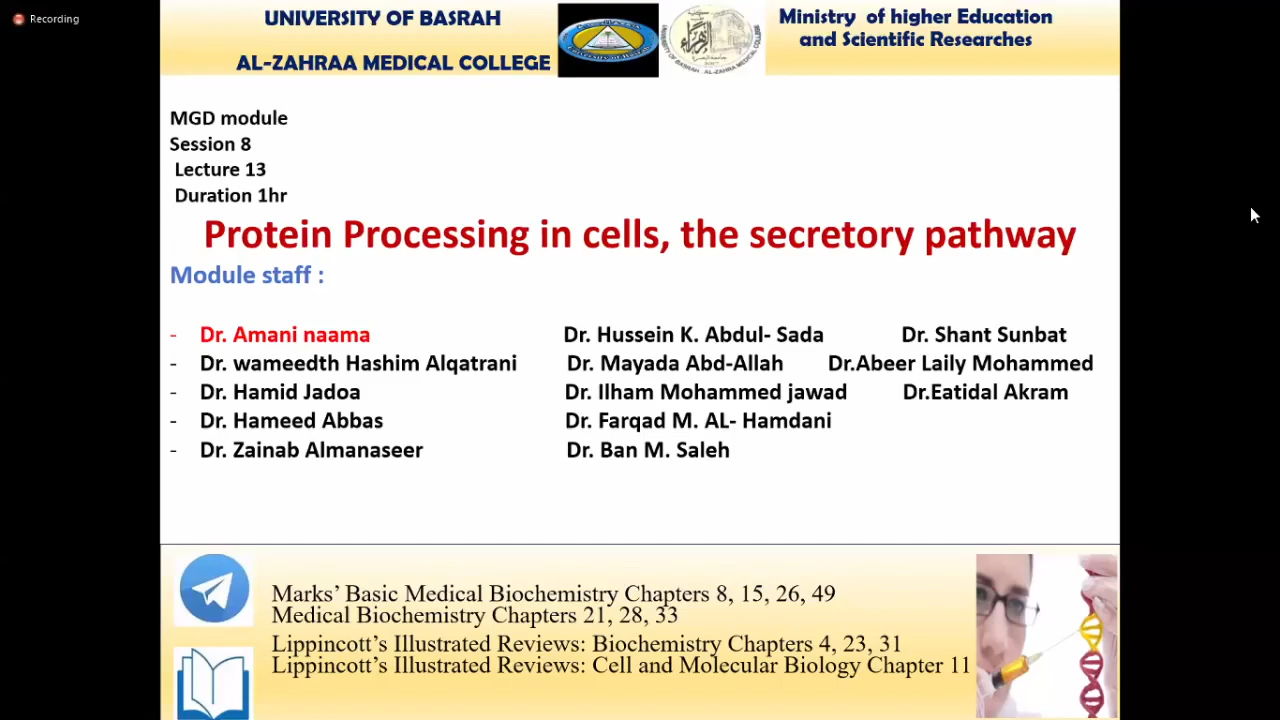 Recording
UNIVERSITY OF BASRAH
AL-ZAHRAA MEDICAL COLLEGE
Ministry of higher Education
and Scientific Researches
MGD module
Session 8
Lecture 13
Duration 1hr
Protein Processing in cells, the secretory pathway
Module staff :
- Dr. Amani naama Dr. Hussein K. Abdul- Sada Dr. Shant Sunbat
- Dr. wameedth Hashim Alqatrani Dr. Mayada Abd-Allah Dr.Abeer Laily Mohammed
- Dr. Hamid Jadoa Dr. Ilham Mohammed jawad Dr.Eatidal Akram
- Dr. Hameed Abbas Dr. Farqad M. AL- Hamdani
- Dr. Zainab Almanaseer Dr. Ban M. Saleh
Marks’ Basic Medical Biochemistry Chapters 8, 15, 26, 49
Medical Biochemistry Chapters 21, 28, 33
Lippincott’s Illustrated Reviews: Biochemistry Chapters 4, 23, 31
Lippincott’s Illustrated Reviews: Cell and Molecular Biology Chapter 11